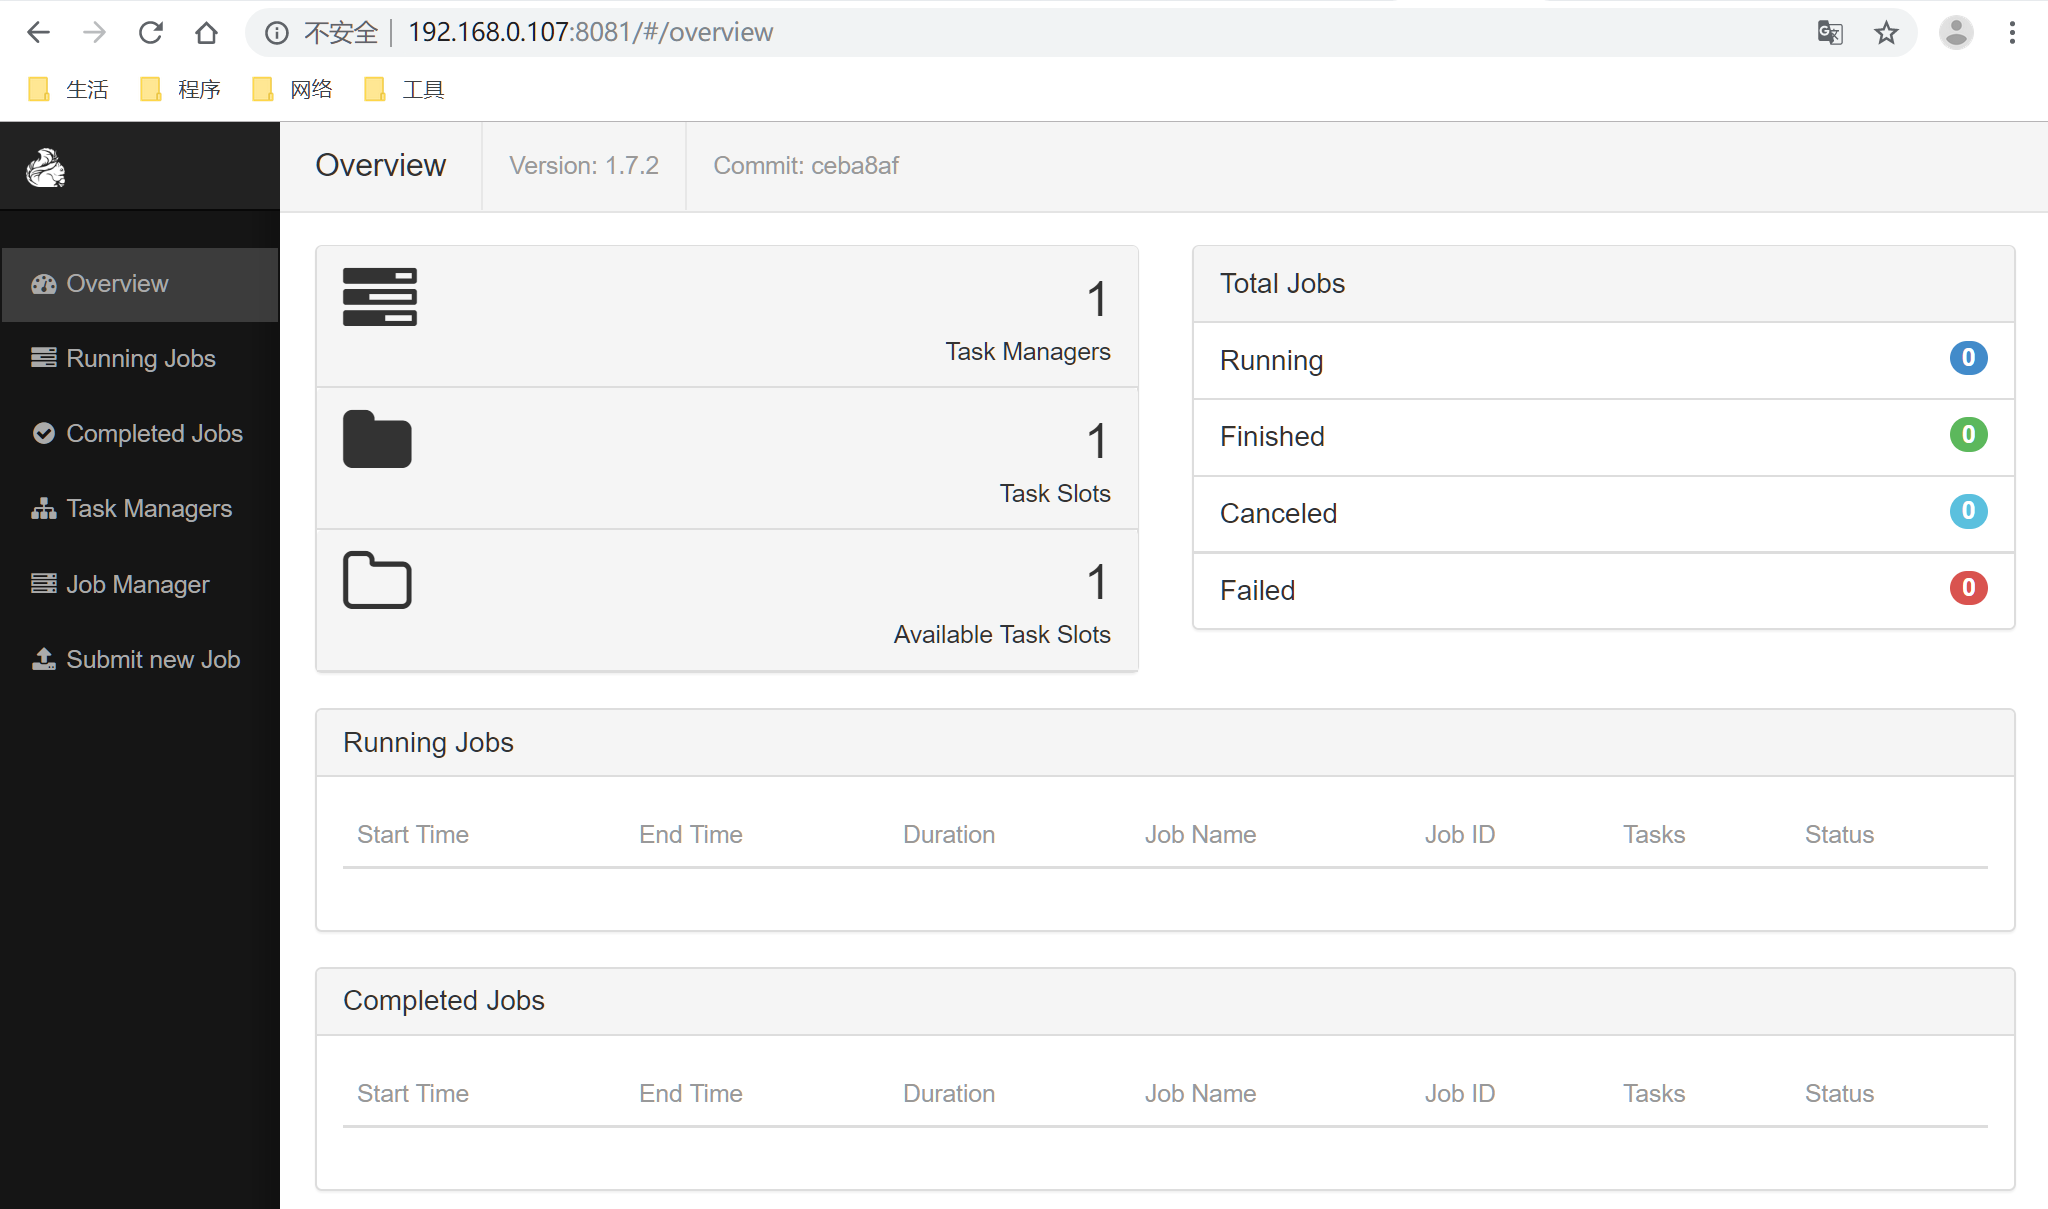 不安全 192.168.0.107:8081/#/overview
生活 程序 网络 工具
Overview Version: 1.7.2 Commit: ceba8af
Overview
Running Jobs
Completed Jobs
Task Managers
Job Manager
Submit new Job
1
Task Managers
1
Task Slots
1
Available Task Slots
Total Jobs
Running 0
Finished 0
Canceled 0
Failed 0
Running Jobs
Start Time End Time Duration Job Name Job ID Tasks Status
Completed Jobs
Start Time End Time Duration Job Name Job ID Tasks Status